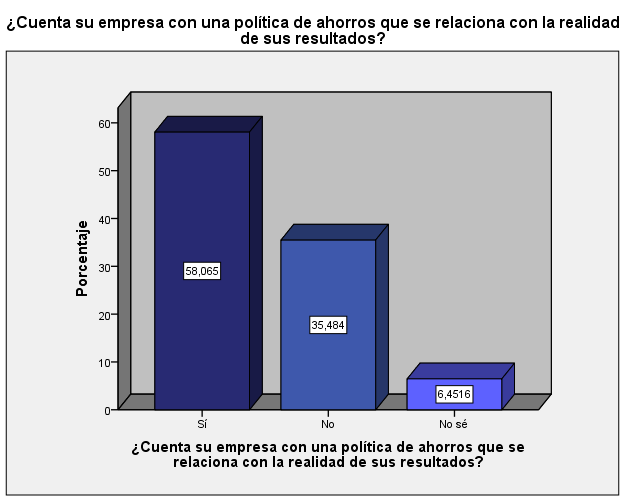 ¿Cuenta su empresa con una política de ahorros que se relaciona con la realidad
de sus resultados?
Porcentaje
60
50
40
30
20
10
0
58,065
35,484
6,4516
Sí
No
No sé
¿Cuenta su empresa con una política de ahorros que se
relaciona con la realidad de sus resultados?